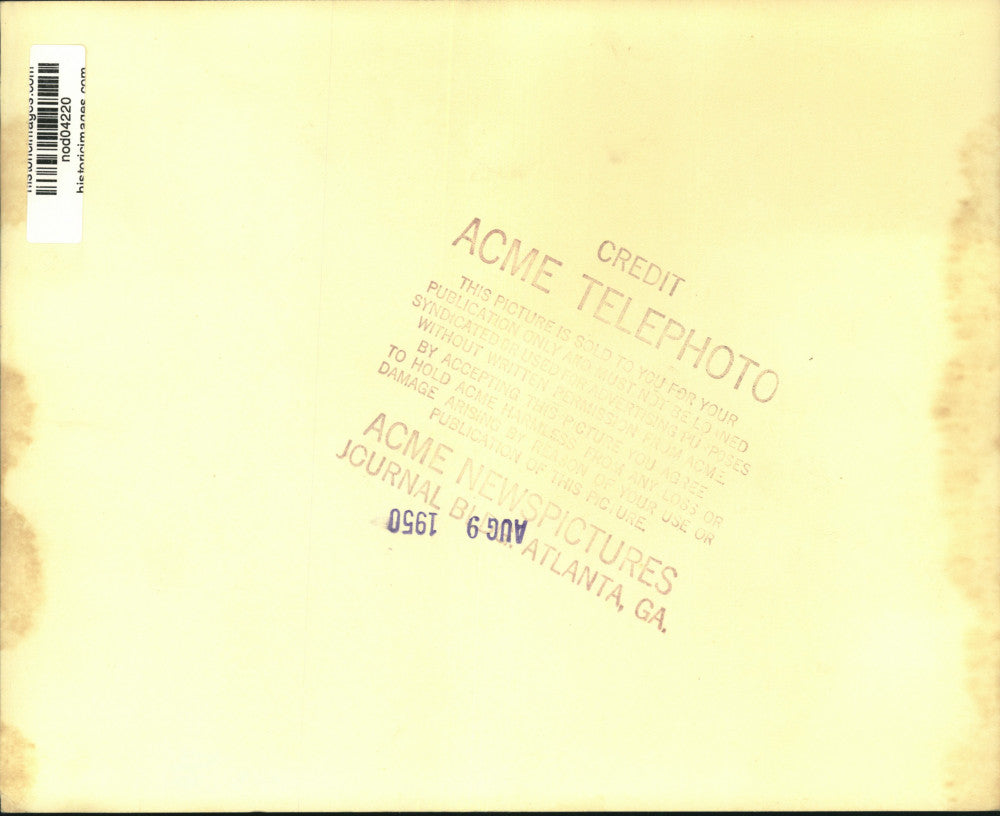 historicimages.com
nod04220
historicimages.com
CREDIT
ACME TELEPHOTO
THIS PICTURE IS SOLD TO YOU FOR YOUR
PUBLICATION ONLY AND MUST NOT BE LOANED
SYNDICATED OR USED FOR ADVERTISING PURPOSES
WITHOUT WRITTEN PERMISSION FROM ACME.
BY ACCEPTING THIS PICTURE YOU AGREE
TO HOLD ACME HARMLESS FROM ANY LOSS OR
DAMAGE ARISING BY REASON OF YOUR USE OR
PUBLICATION OF THIS PICTURE.
ACME NEWSPICTURES
JOURNAL BLDG. ATLANTA, GA.
AUG 9 1950